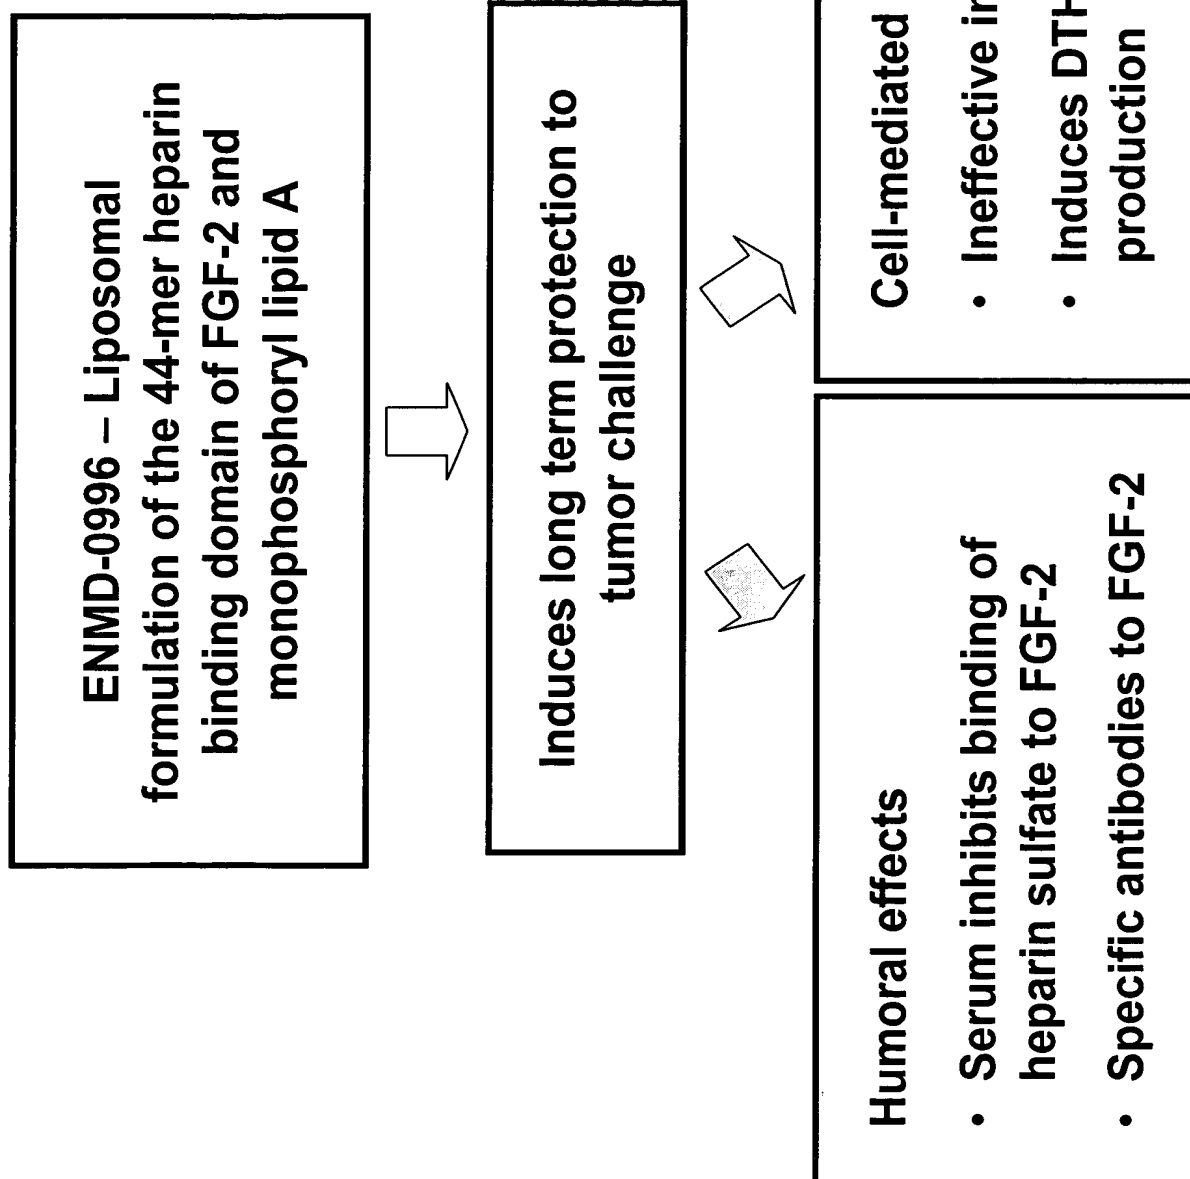 ENMD-0996 – Liposomal
formulation of the 44-mer heparin
binding domain of FGF-2 and
monophosphoryl lipid A
Induces long term protection to
tumor challenge
Humoral effects
• Serum inhibits binding of
heparin sulfate to FGF-2
• Specific antibodies to FGF-2
Cell-mediated
• Ineffective in
• Induces DTH
production